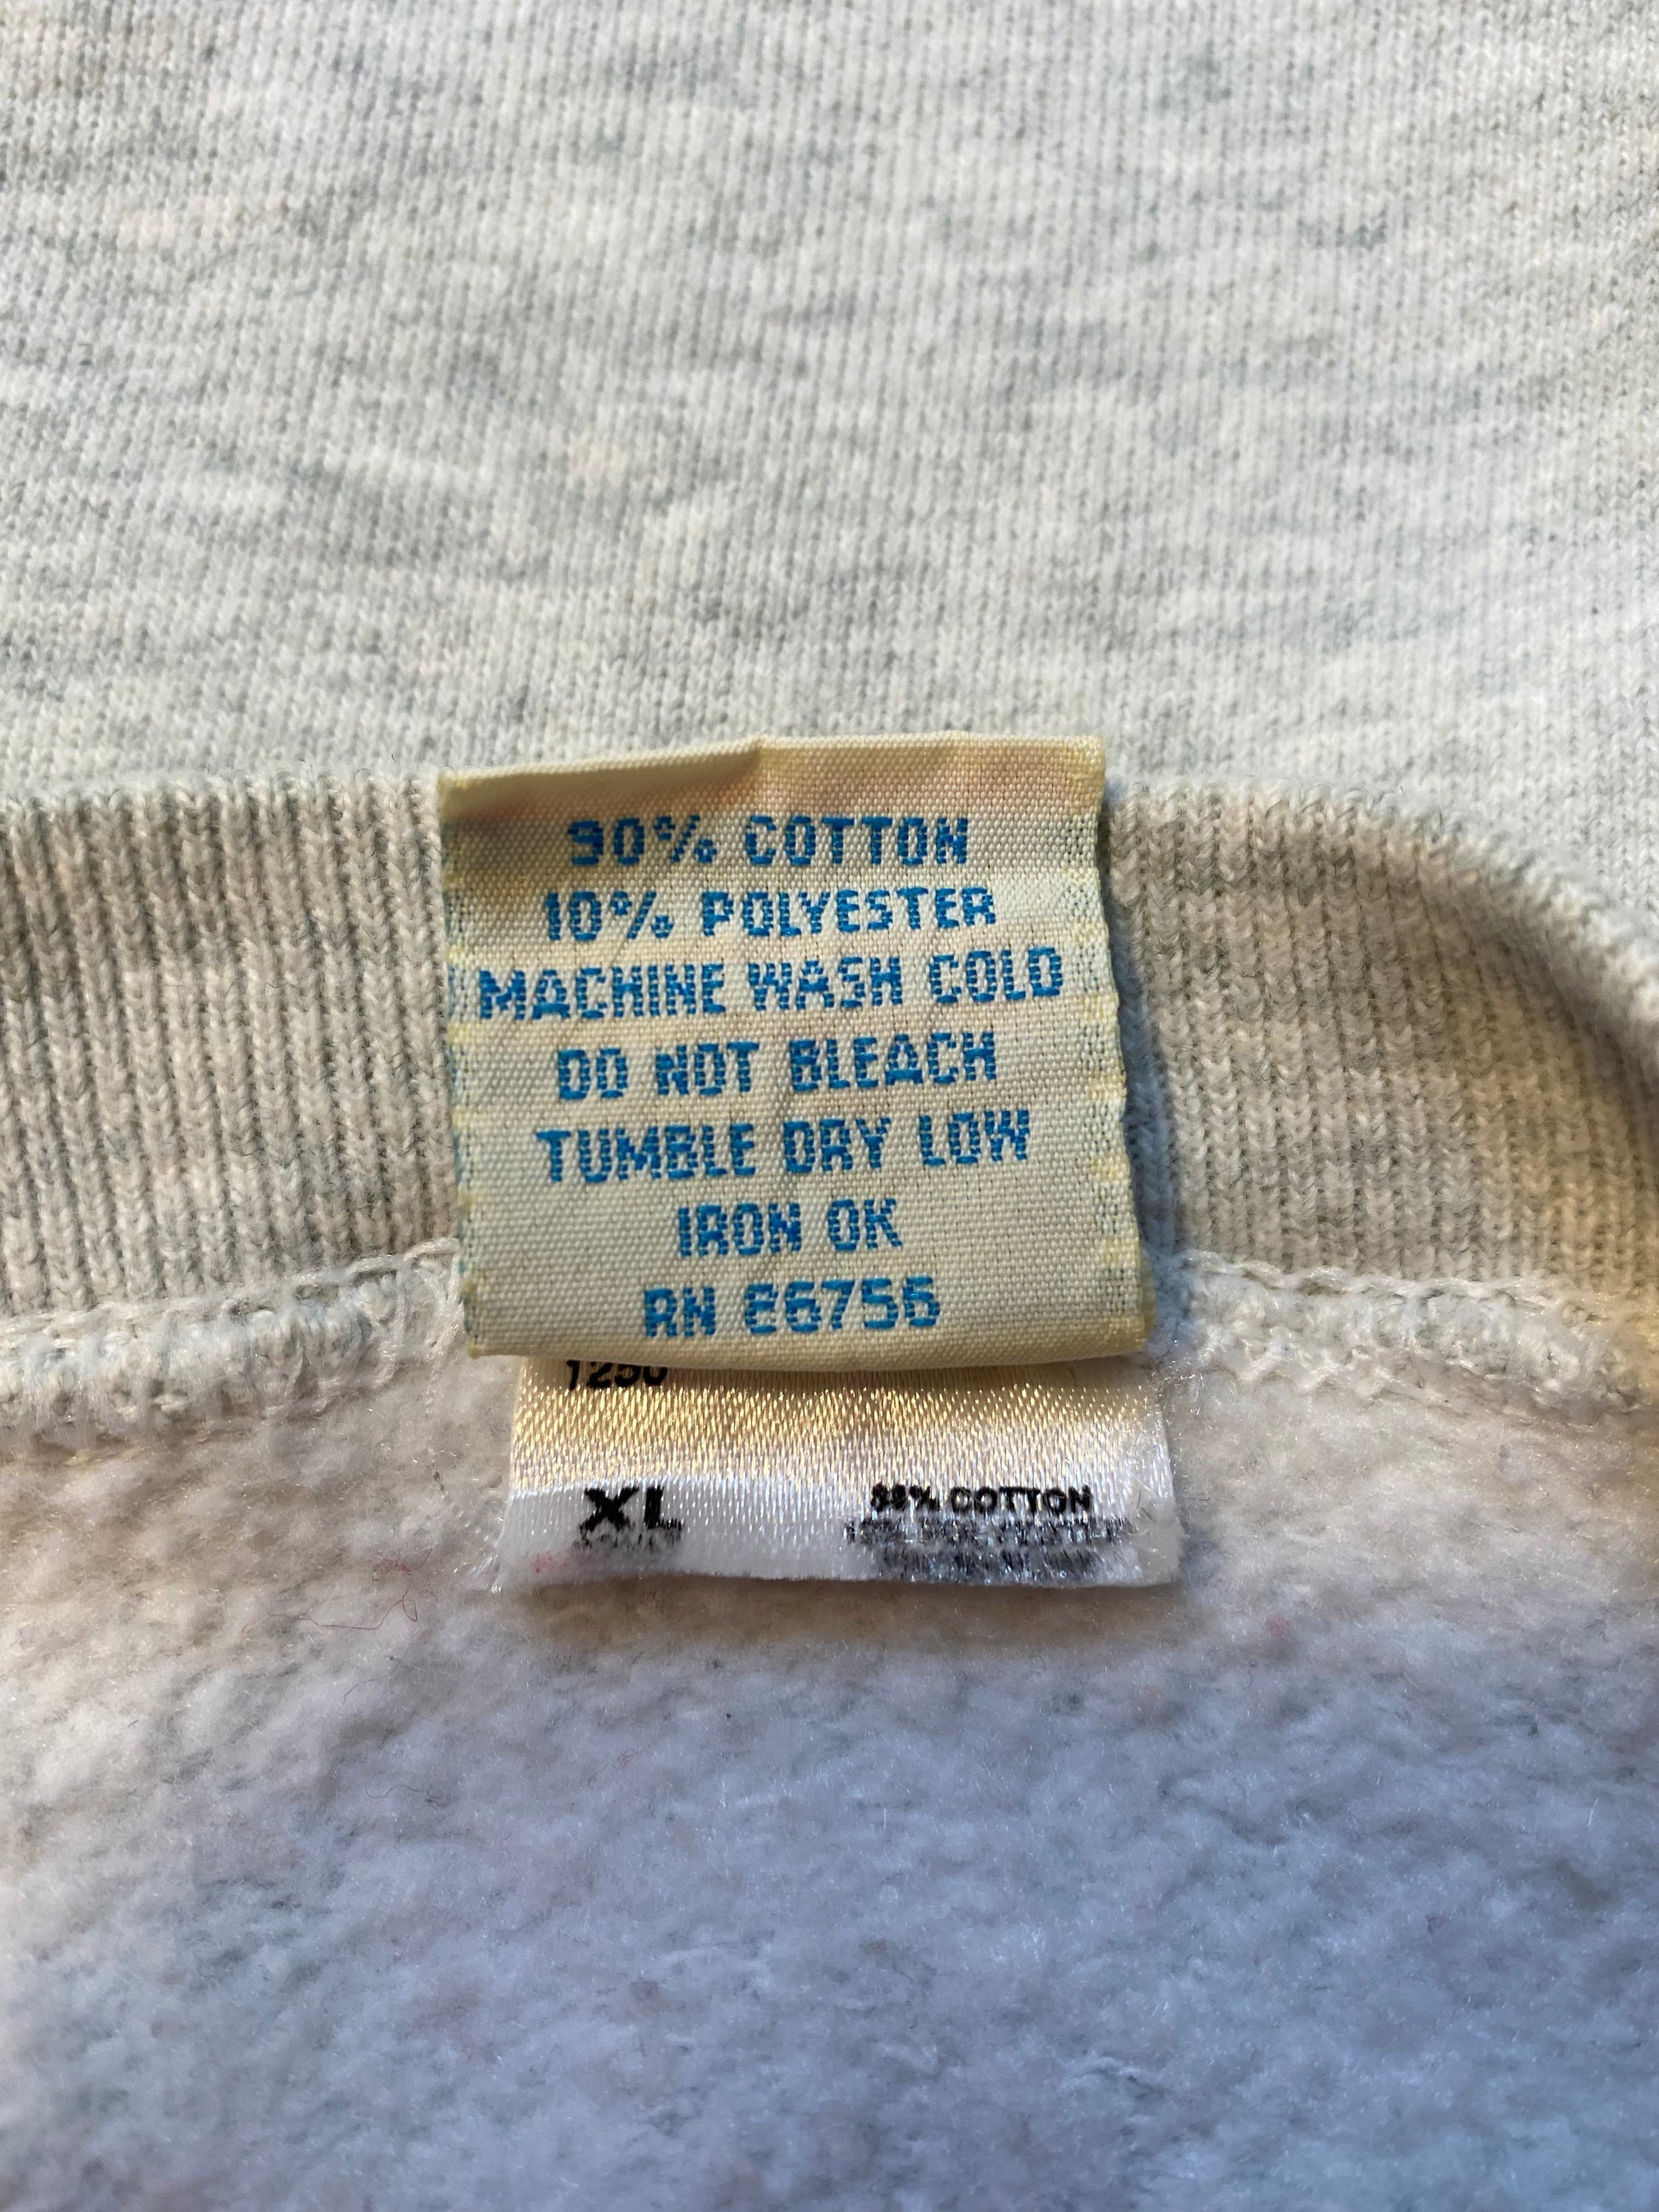 90% COTTON
10% POLYESTER
MACHINE WASH COLD
DO NOT BLEACH
TUMBLE DRY LOW
IRON OK
RN 66756
1250
XL
COTTON